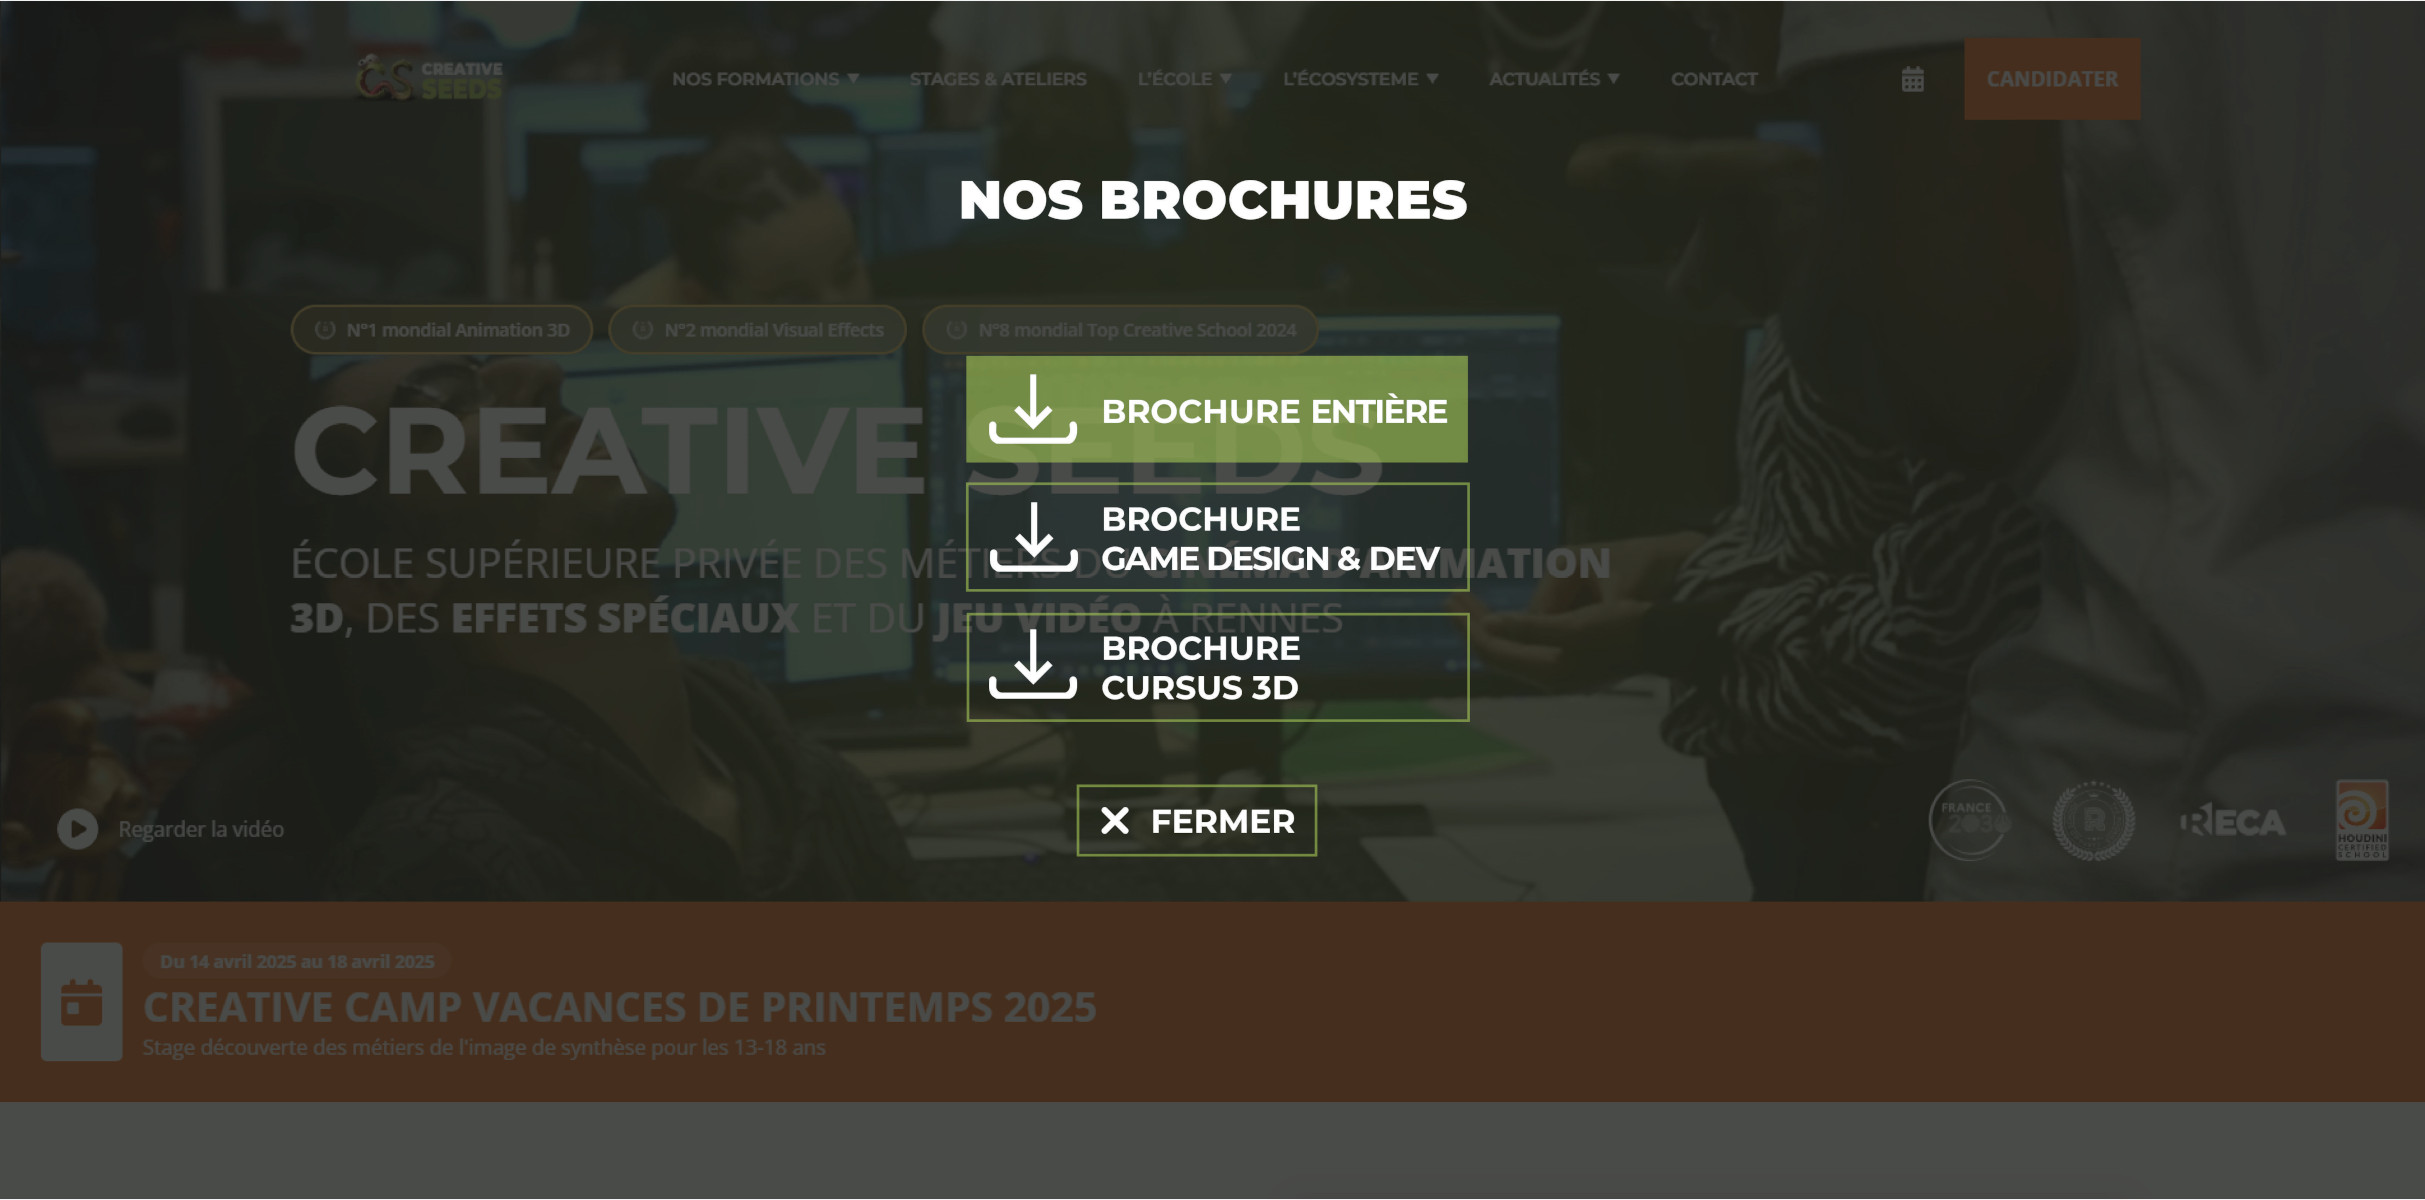 CREATIVE
SEEDS
NOS FORMATIONS
STAGES & ATELIERS
L'ÉCOLE
L'ÉCOSYSTEME
ACTUALITÉS
CONTACT
CANDIDATER
NOS BROCHURES
N°1 mondial Animation 3D
N°2 mondial Visual Effects
N°8 mondial Top Creative School 2024
CREATIVE SEEDS
BROCHURE ENTIÈRE
BROCHURE
GAME DESIGN & DEV
ÉCOLE SUPÉRIEURE PRIVÉE DES MÉTIERS DU CINÉMA D'ANIMATION
3D, DES EFFETS SPÉCIAUX ET DU JEU VIDÉO À RENNES
BROCHURE
CURSUS 3D
FERMER
Regarder la vidéo
FRANCE
2030
R
RECA
HOUDINI
CERTIFIED
SCHOOL
Du 14 avril 2025 au 18 avril 2025
CREATIVE CAMP VACANCES DE PRINTEMPS 2025
Stage découverte des métiers de l'image de synthèse pour les 13-18 ans